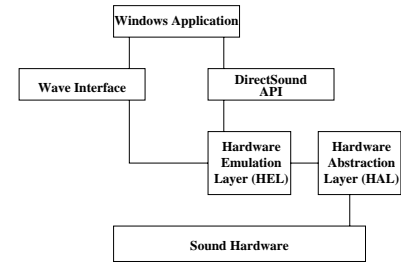 Windows Application
Wave Interface
DirectSound
API
Hardware
Emulation
Layer (HEL)
Hardware
Abstraction
Layer (HAL)
Sound Hardware